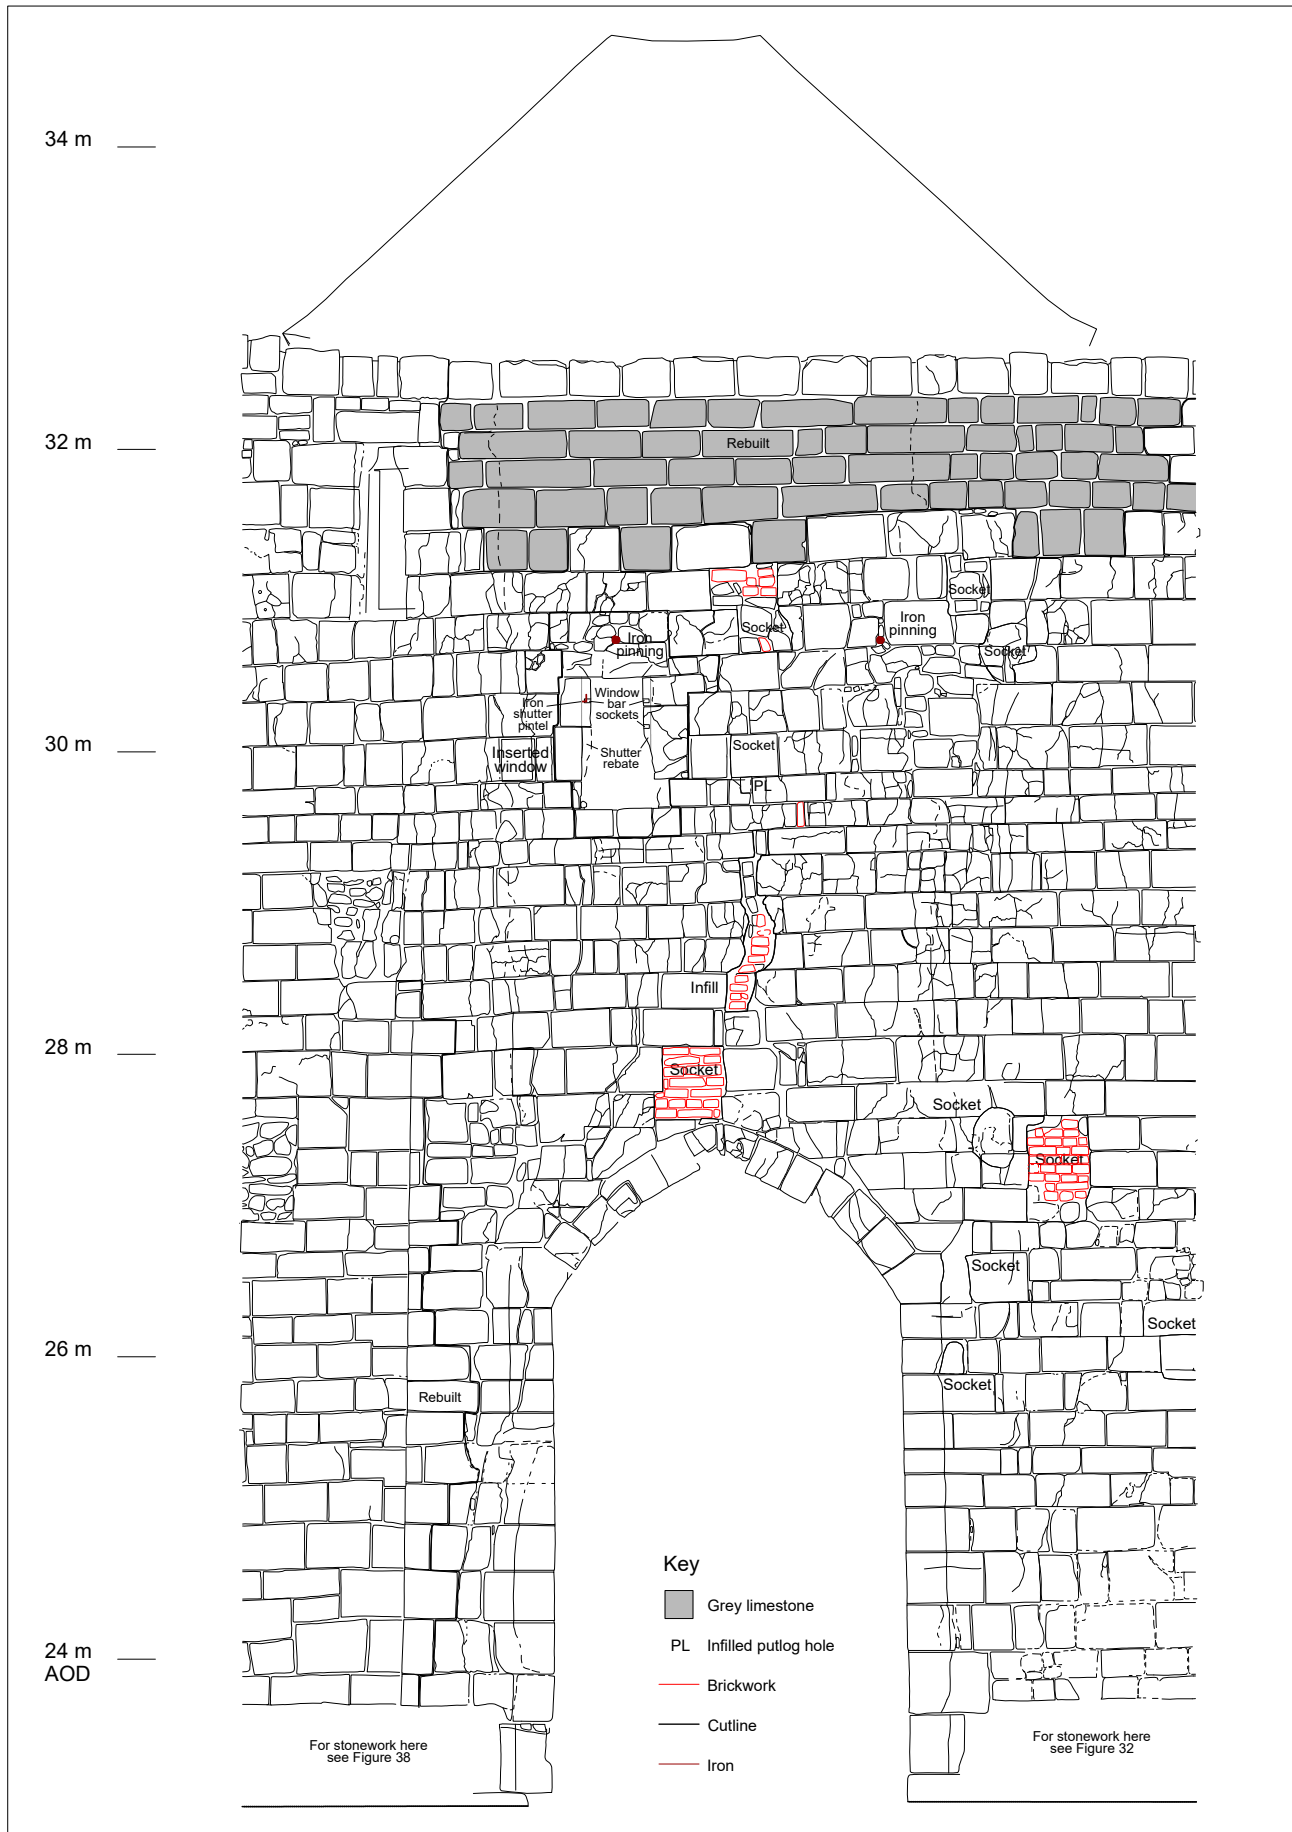 34 m
32 m
Rebuilt
Socket
Iron
pinning
Socket
Iron
pinning
Socket
Iron
shutter
pintel
Window
bar
sockets
30 m
Inserted
window
Shutter
rebate
Socket
PL
Infill
28 m
Socket
Socket
Socket
Socket
Socket
26 m
Socket
Rebuilt
Key
Grey limestone
PL Infilled putlog hole
24 m
AOD
Brickwork
Cutline
Iron
For stonework here
see Figure 38
For stonework here
see Figure 32